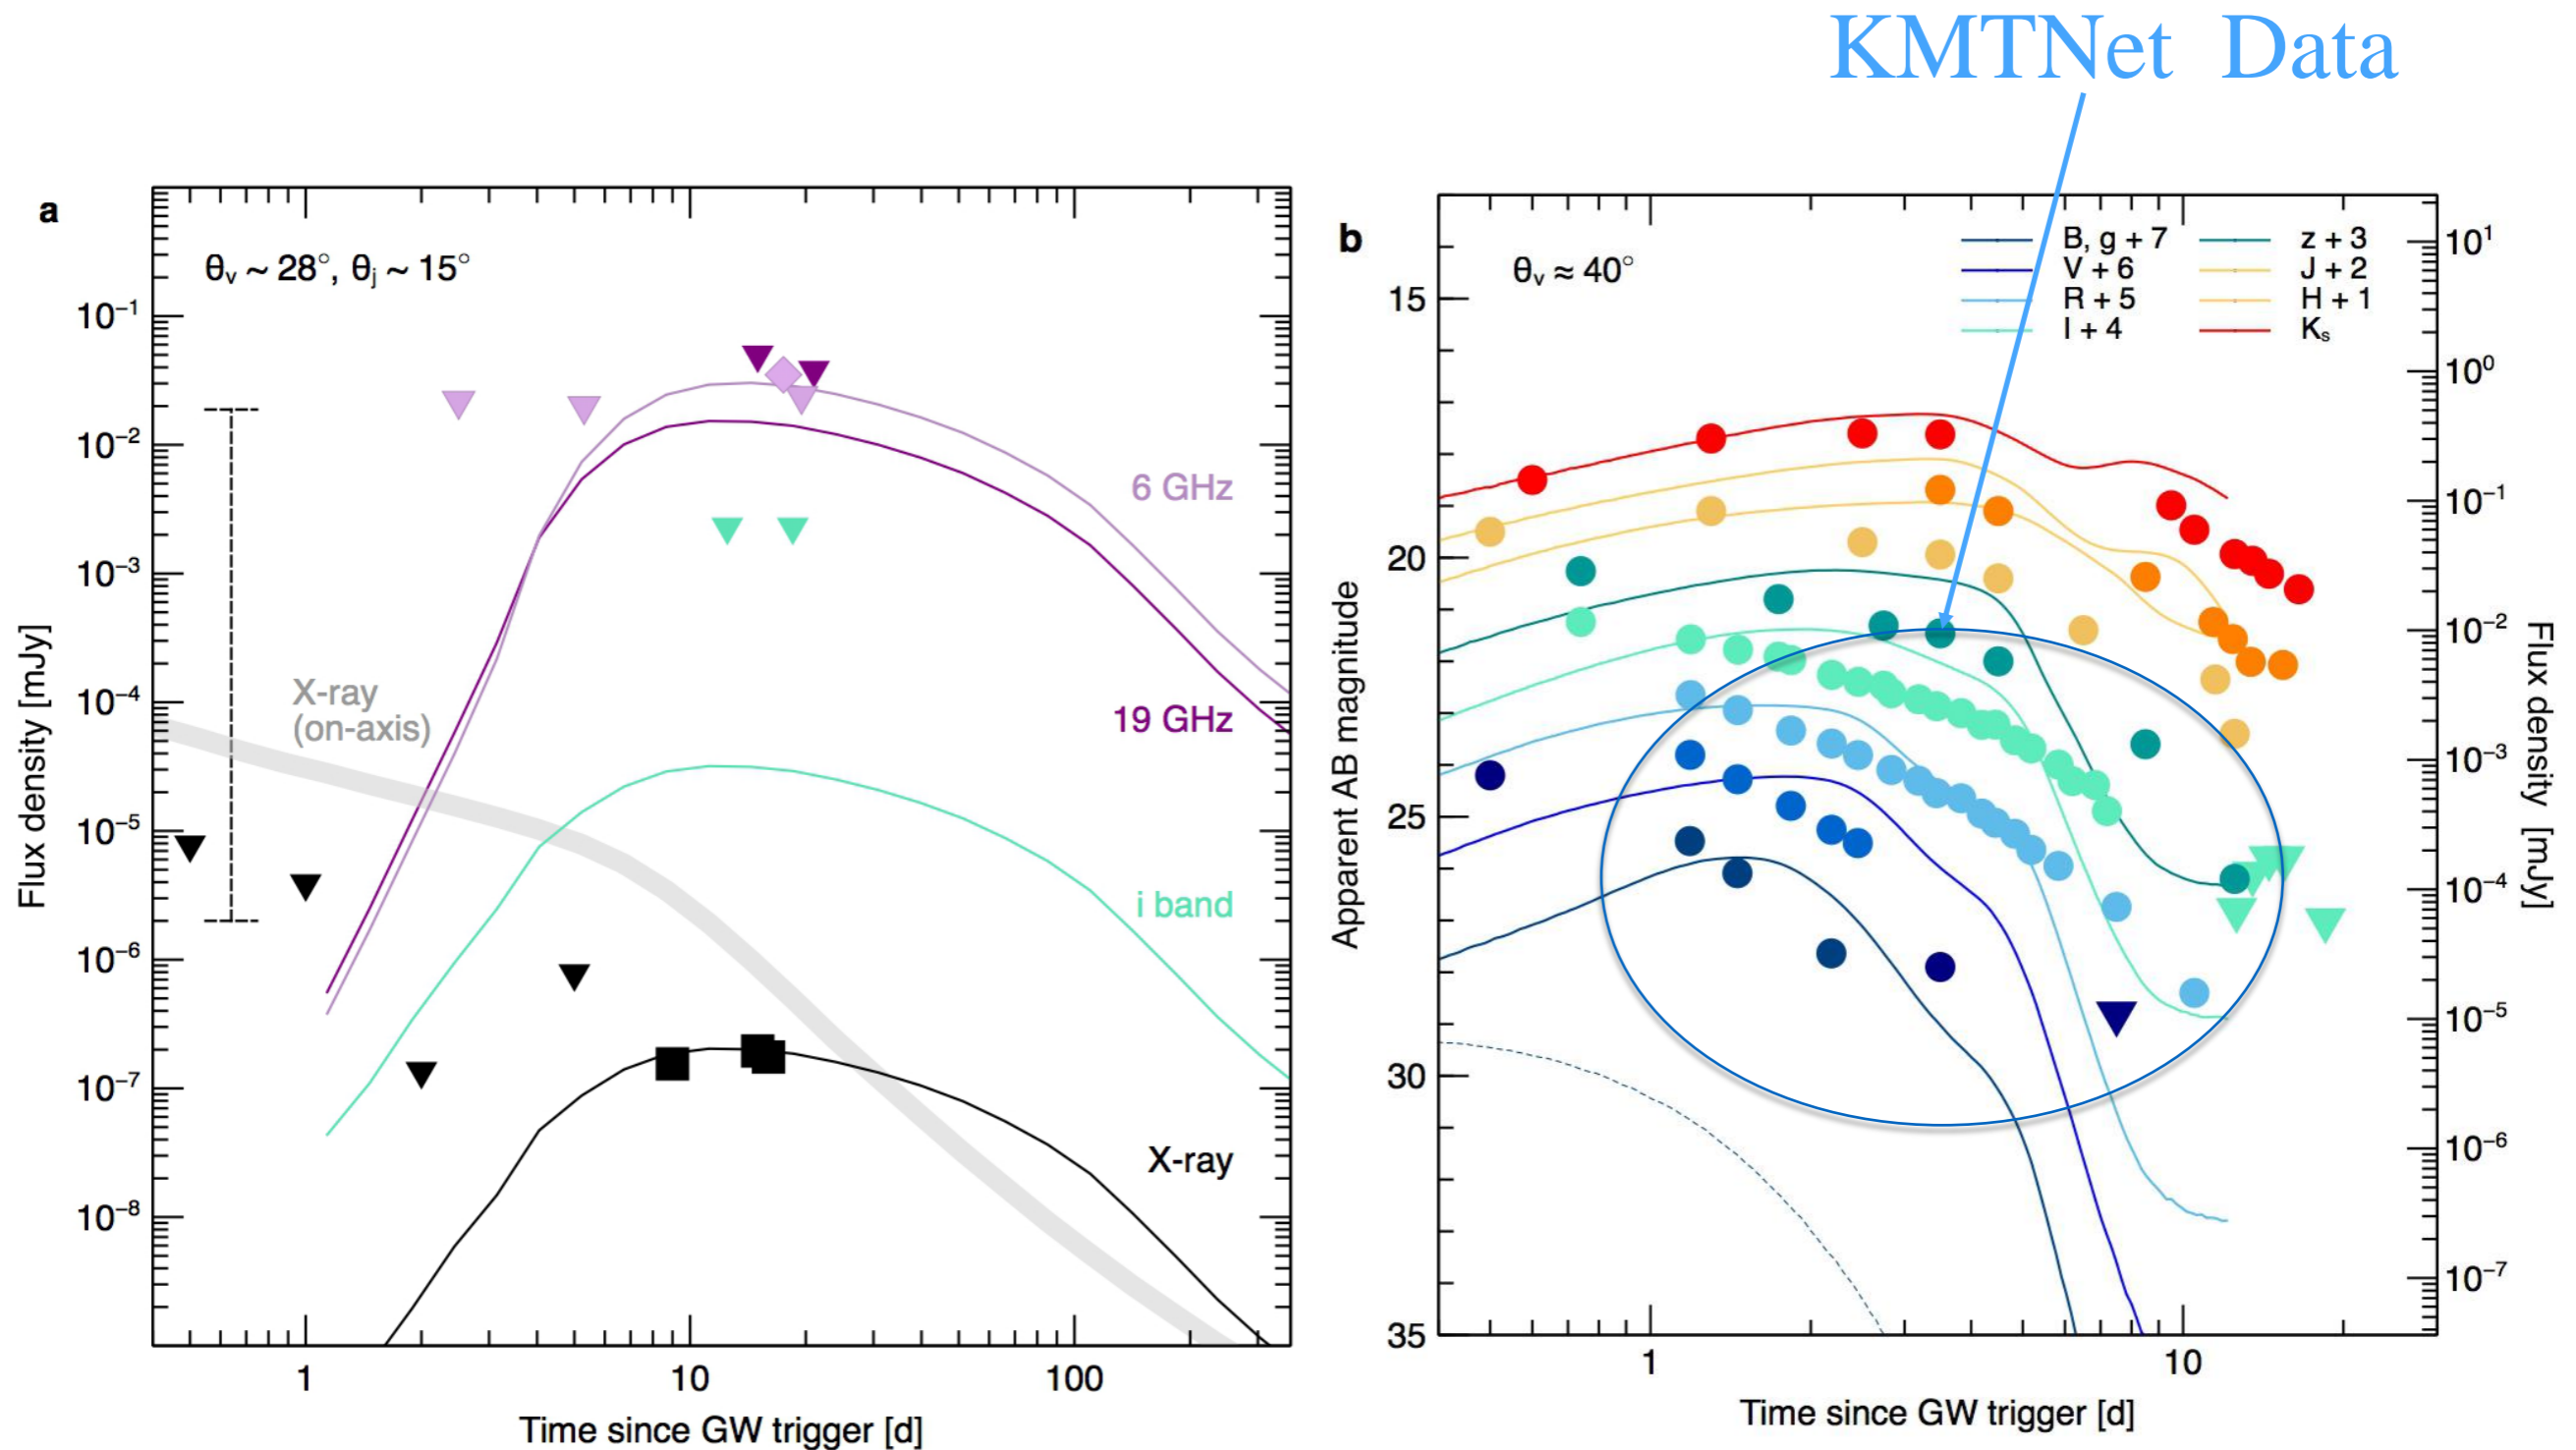 KMTNet Data
a
θv ~ 28°, θj ~ 15°
10⁻¹
10⁻²
10⁻³
10⁻⁴
10⁻⁵
10⁻⁶
10⁻⁷
10⁻⁸
Flux density [mJy]
X-ray
(on-axis)
6 GHz
19 GHz
i band
X-ray
1
10
100
Time since GW trigger [d]
b
θv ≈ 40°
B, g + 7
V + 6
R + 5
I + 4
z + 3
J + 2
H + 1
Ks
15
20
25
30
35
Apparent AB magnitude
10¹
10⁰
10⁻¹
10⁻²
10⁻³
10⁻⁴
10⁻⁵
10⁻⁶
10⁻⁷
Flux density [mJy]
1
10
Time since GW trigger [d]